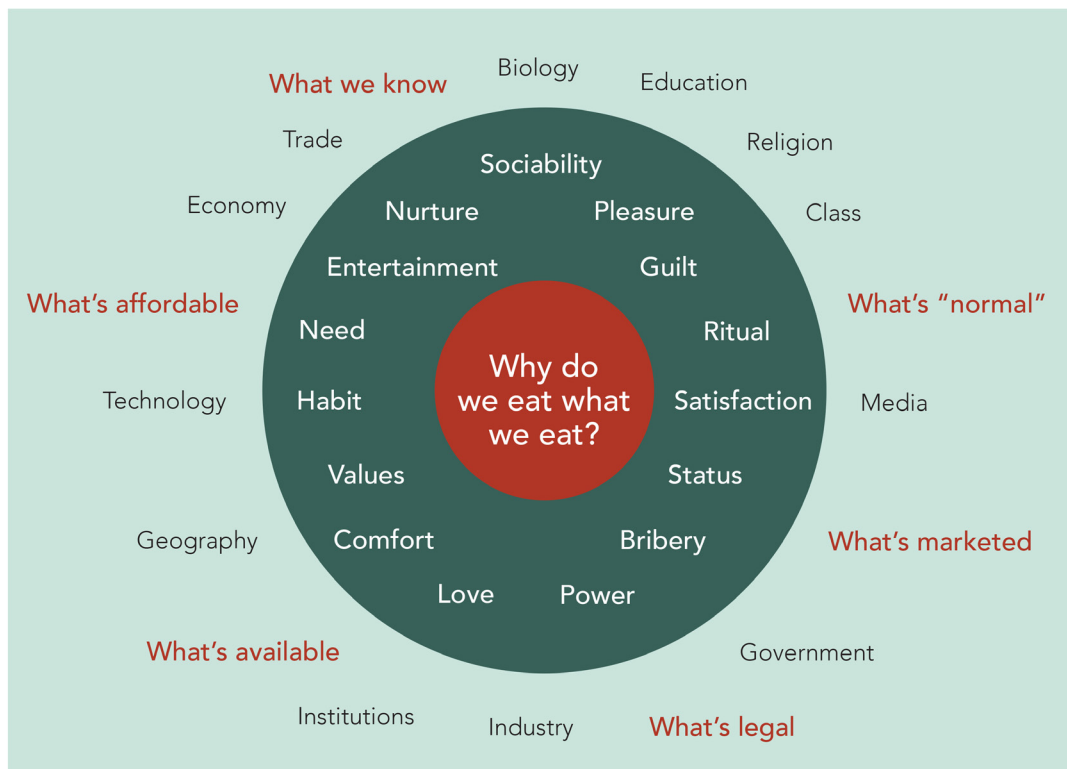 Biology
What we know
Education
Trade
Religion
Sociability
Economy
Nurture
Pleasure
Class
Entertainment
Guilt
What’s affordable
What’s “normal”
Need
Ritual
Why do
we eat what
we eat?
Technology
Habit
Satisfaction
Media
Values
Status
Geography
Comfort
Bribery
What’s marketed
Love
Power
What’s available
Government
Institutions
Industry
What’s legal